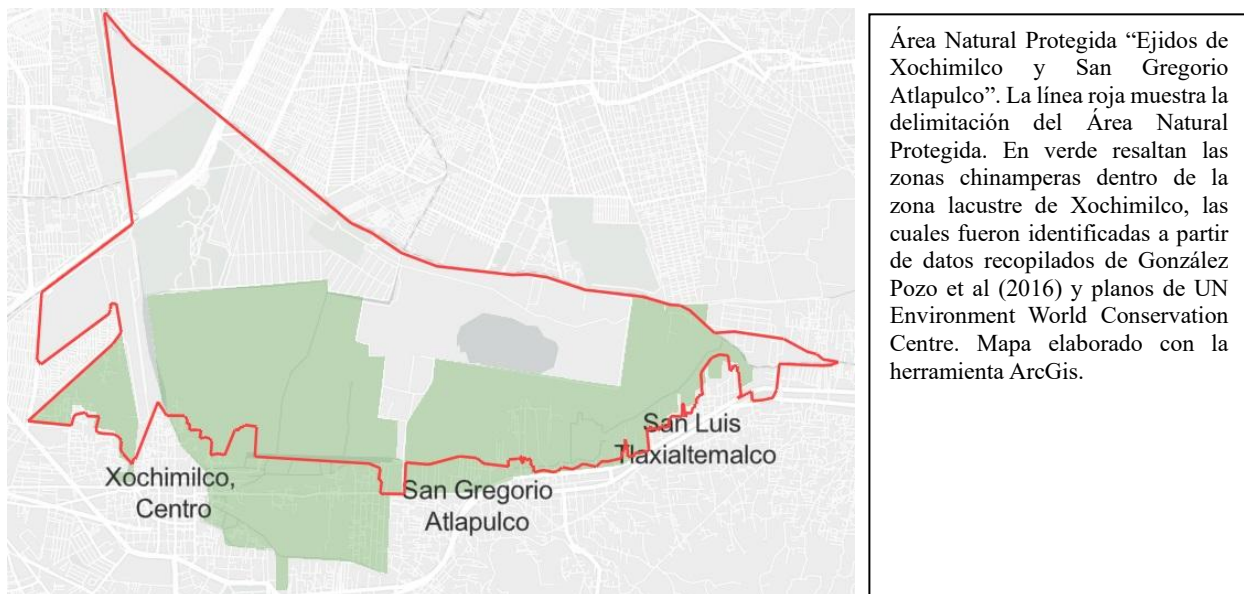 Xochimilco,
Centro
San Gregorio
Atlapulco
San Luis
Tlaxialtemalco
Área Natural Protegida “Ejidos de
Xochimilco y San Gregorio
Atlapulco”. La línea roja muestra la
delimitación del Área Natural
Protegida. En verde resaltan las
zonas chinamperas dentro de la
zona lacustre de Xochimilco, las
cuales fueron identificadas a partir
de datos recopilados de González
Pozo et al (2016) y planos de UN
Environment World Conservation
Centre. Mapa elaborado con la
herramienta ArcGis.